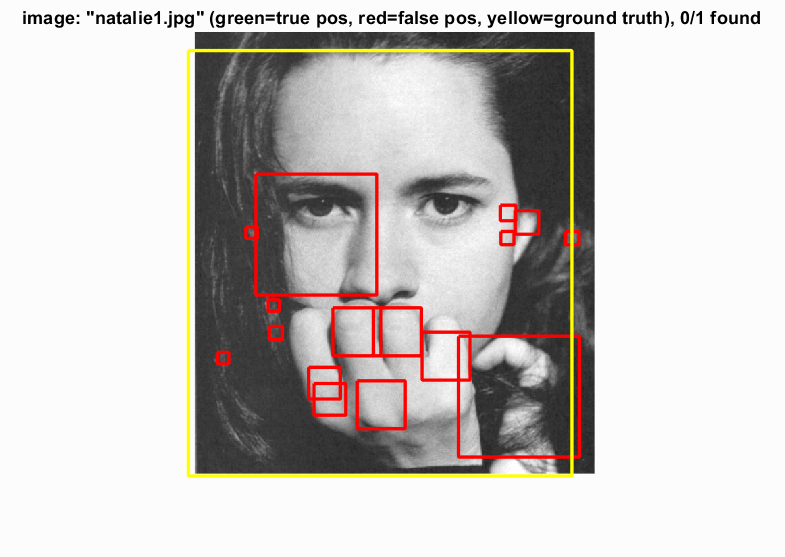 image: "natalie1.jpg" (green=true pos, red=false pos, yellow=ground truth), 0/1 found